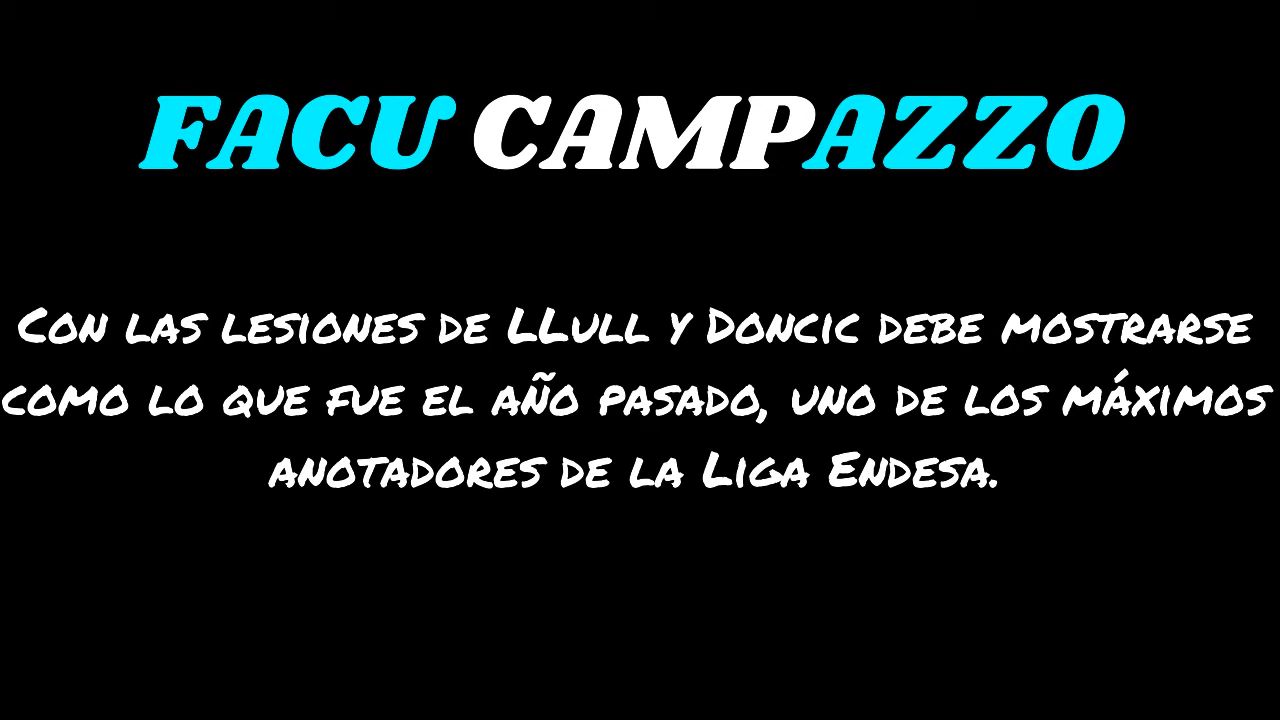 FACU CAMPAZZO
Con las lesiones de LLull y Doncic debe mostrarse
como lo que fue el año pasado, uno de los máximos
anotadores de la Liga Endesa.